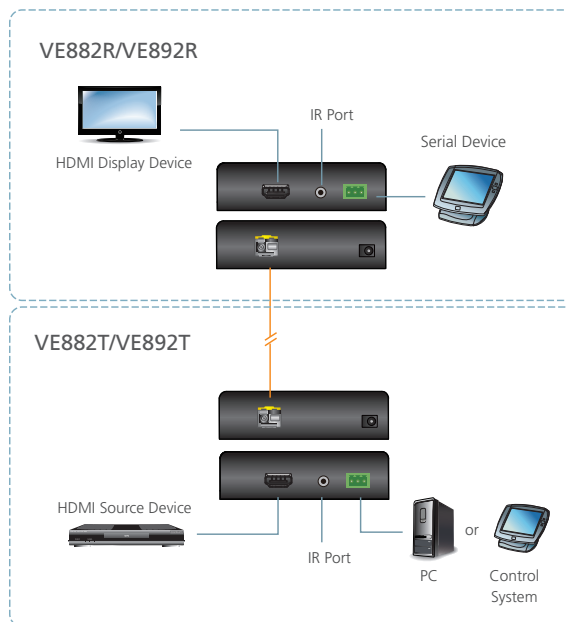 VE882R/VE892R
IR Port
Serial Device
HDMI Display Device
VE882T/VE892T
HDMI Source Device
IR Port
or
PC
Control
System